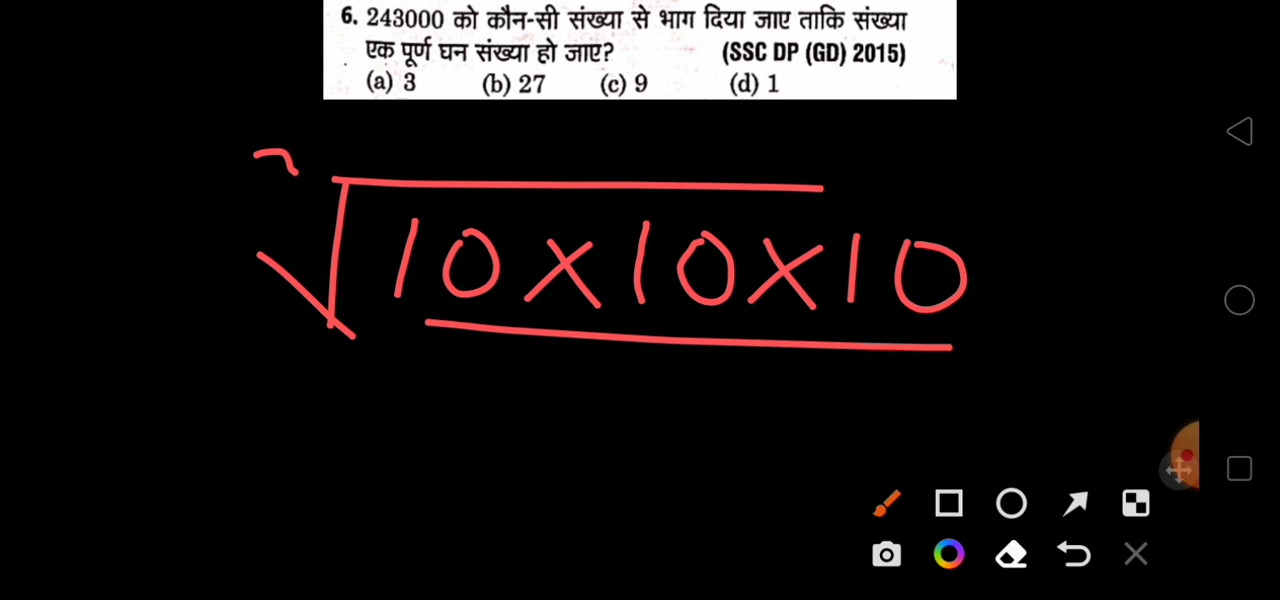 6. 243000 को कौन-सी संख्या से भाग दिया जाए ताकि संख्या
एक पूर्ण घन संख्या हो जाए? (SSC DP (GD) 2015)
(a) 3 (b) 27 (c) 9 (d) 1
√10×10×10